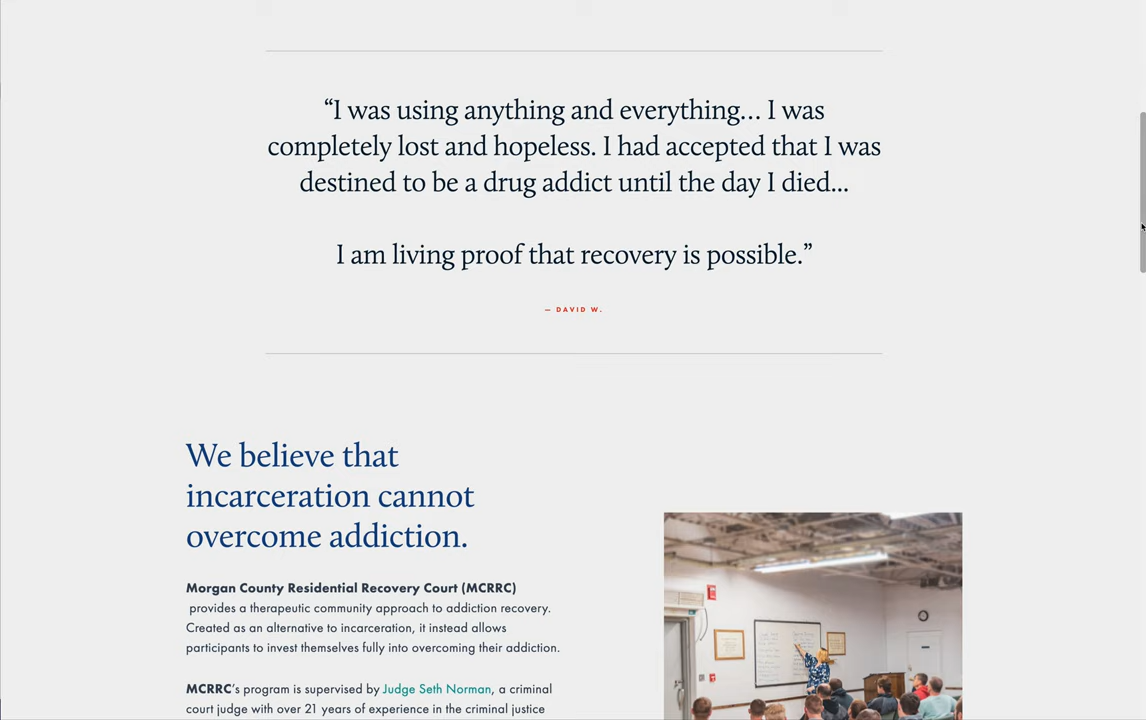 “I was using anything and everything… I was
completely lost and hopeless. I had accepted that I was
destined to be a drug addict until the day I died...
I am living proof that recovery is possible.”
— DAVID W.
We believe that
incarceration cannot
overcome addiction.
Morgan County Residential Recovery Court (MCRRC)
provides a therapeutic community approach to addiction recovery.
Created as an alternative to incarceration, it instead allows
participants to invest themselves fully into overcoming their addiction.
MCRRC’s program is supervised by Judge Seth Norman, a criminal
court judge with over 21 years of experience in the criminal justice